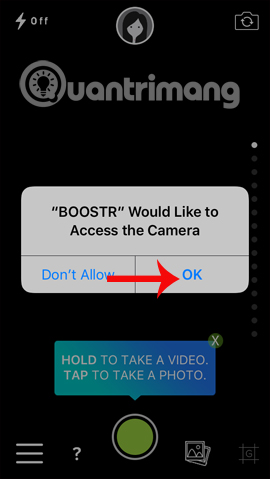 Off
Quantrimang
“BOOSTR” Would Like to
Access the Camera
Don’t Allow
OK
X
HOLD TO TAKE A VIDEO.
TAP TO TAKE A PHOTO.
?
G